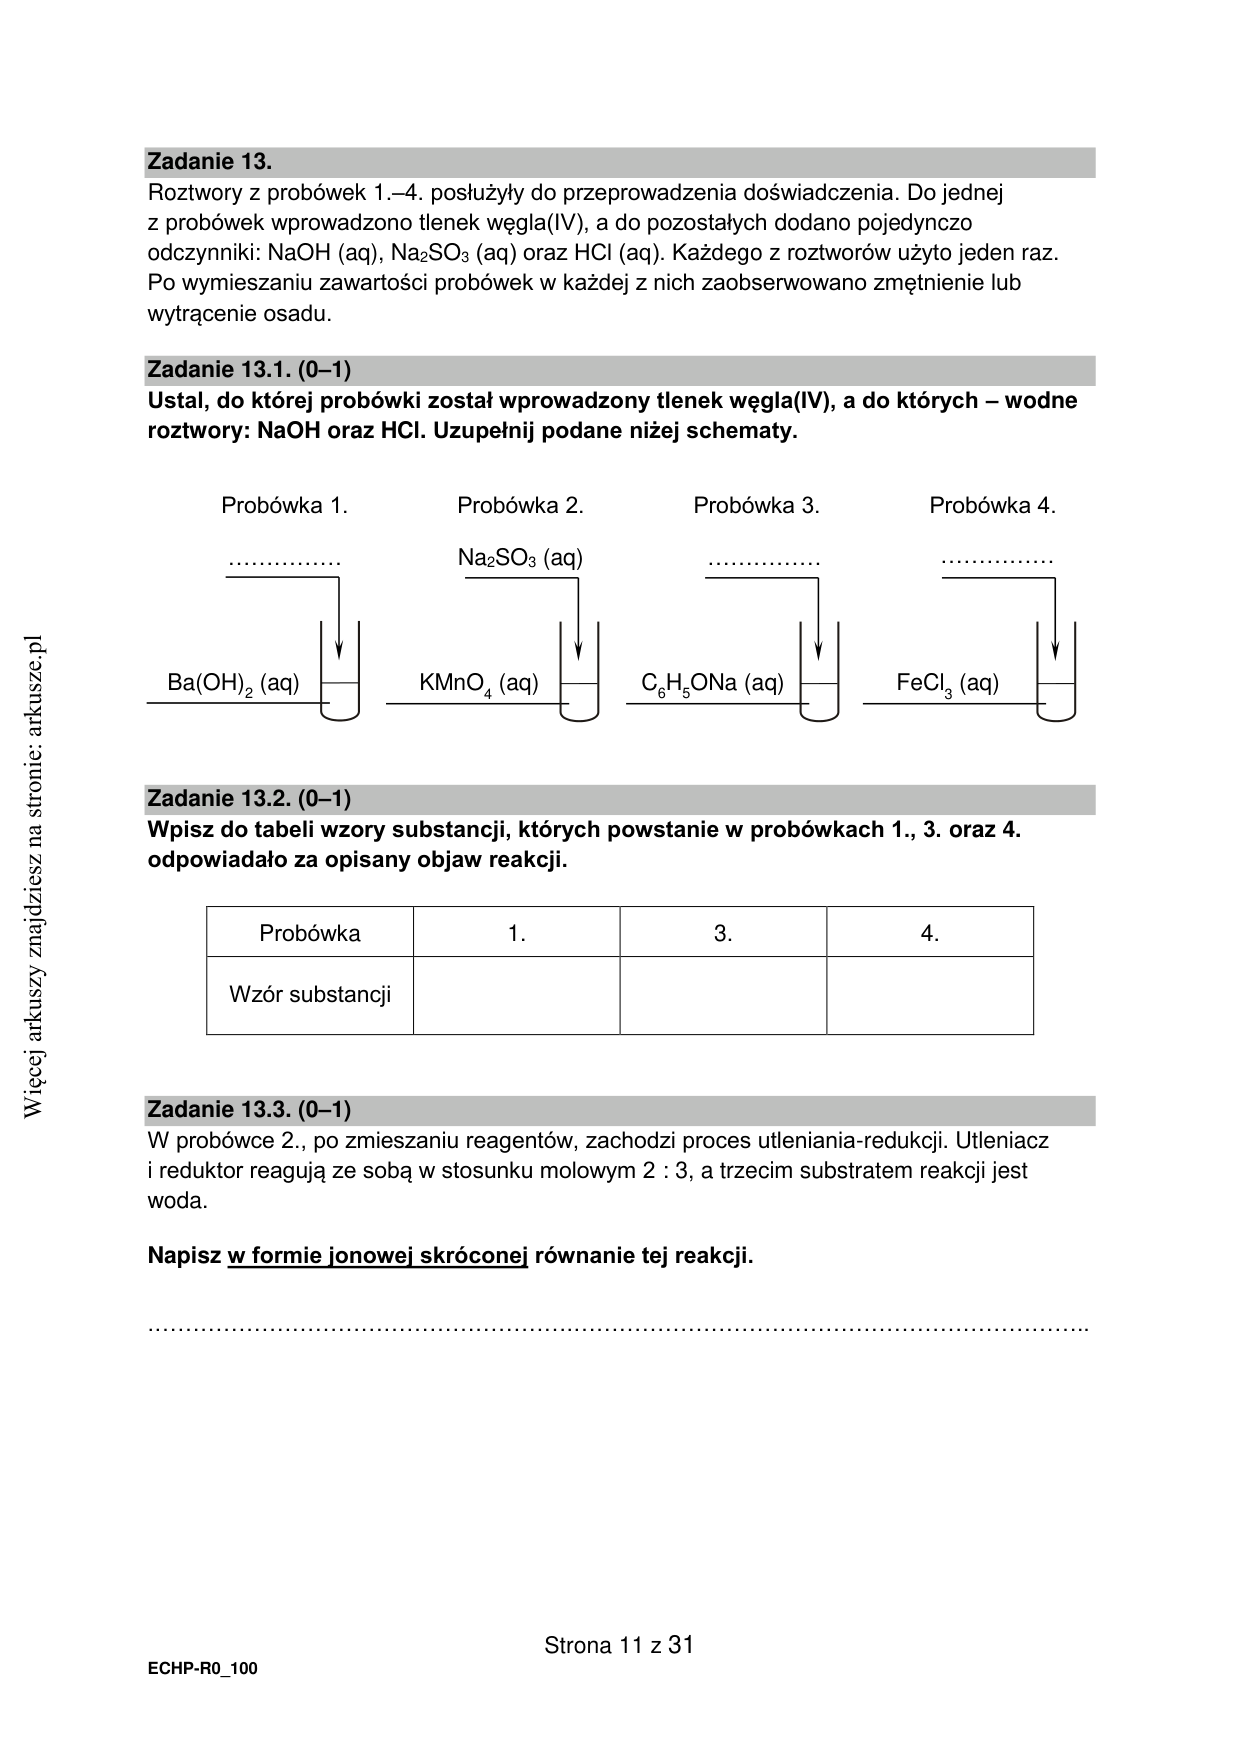 Zadanie 13.
Roztwory z probówek 1.–4. posłużyły do przeprowadzenia doświadczenia. Do jednej
z probówek wprowadzono tlenek węgla(IV), a do pozostałych dodano pojedynczo
odczynniki: NaOH (aq), Na₂SO₃ (aq) oraz HCl (aq). Każdego z roztworów użyto jeden raz.
Po wymieszaniu zawartości probówek w każdej z nich zaobserwowano zmętnienie lub
wytrącenie osadu.
Zadanie 13.1. (0–1)
Ustal, do której probówki został wprowadzony tlenek węgla(IV), a do których – wodne
roztwory: NaOH oraz HCl. Uzupełnij podane niżej schematy.
Probówka 1. Probówka 2. Probówka 3. Probówka 4.
…………… Na₂SO₃ (aq) …………… ……………
Ba(OH)₂ (aq) KMnO₄ (aq) C₆H₅ONa (aq) FeCl₃ (aq)
Zadanie 13.2. (0–1)
Wpisz do tabeli wzory substancji, których powstanie w probówkach 1., 3. oraz 4.
odpowiadało za opisany objaw reakcji.
Probówka 1. 3. 4.
Wzór substancji
Zadanie 13.3. (0–1)
W probówce 2., po zmieszaniu reagentów, zachodzi proces utleniania-redukcji. Utleniacz
i reduktor reagują ze sobą w stosunku molowym 2 : 3, a trzecim substratem reakcji jest
woda.
Napisz w formie jonowej skróconej równanie tej reakcji.
……………………………………………………………………………………………………………..
Strona 11 z 31
ECHP-R0_100
Więcej arkuszy znajdziesz na stronie: arkusze.pl